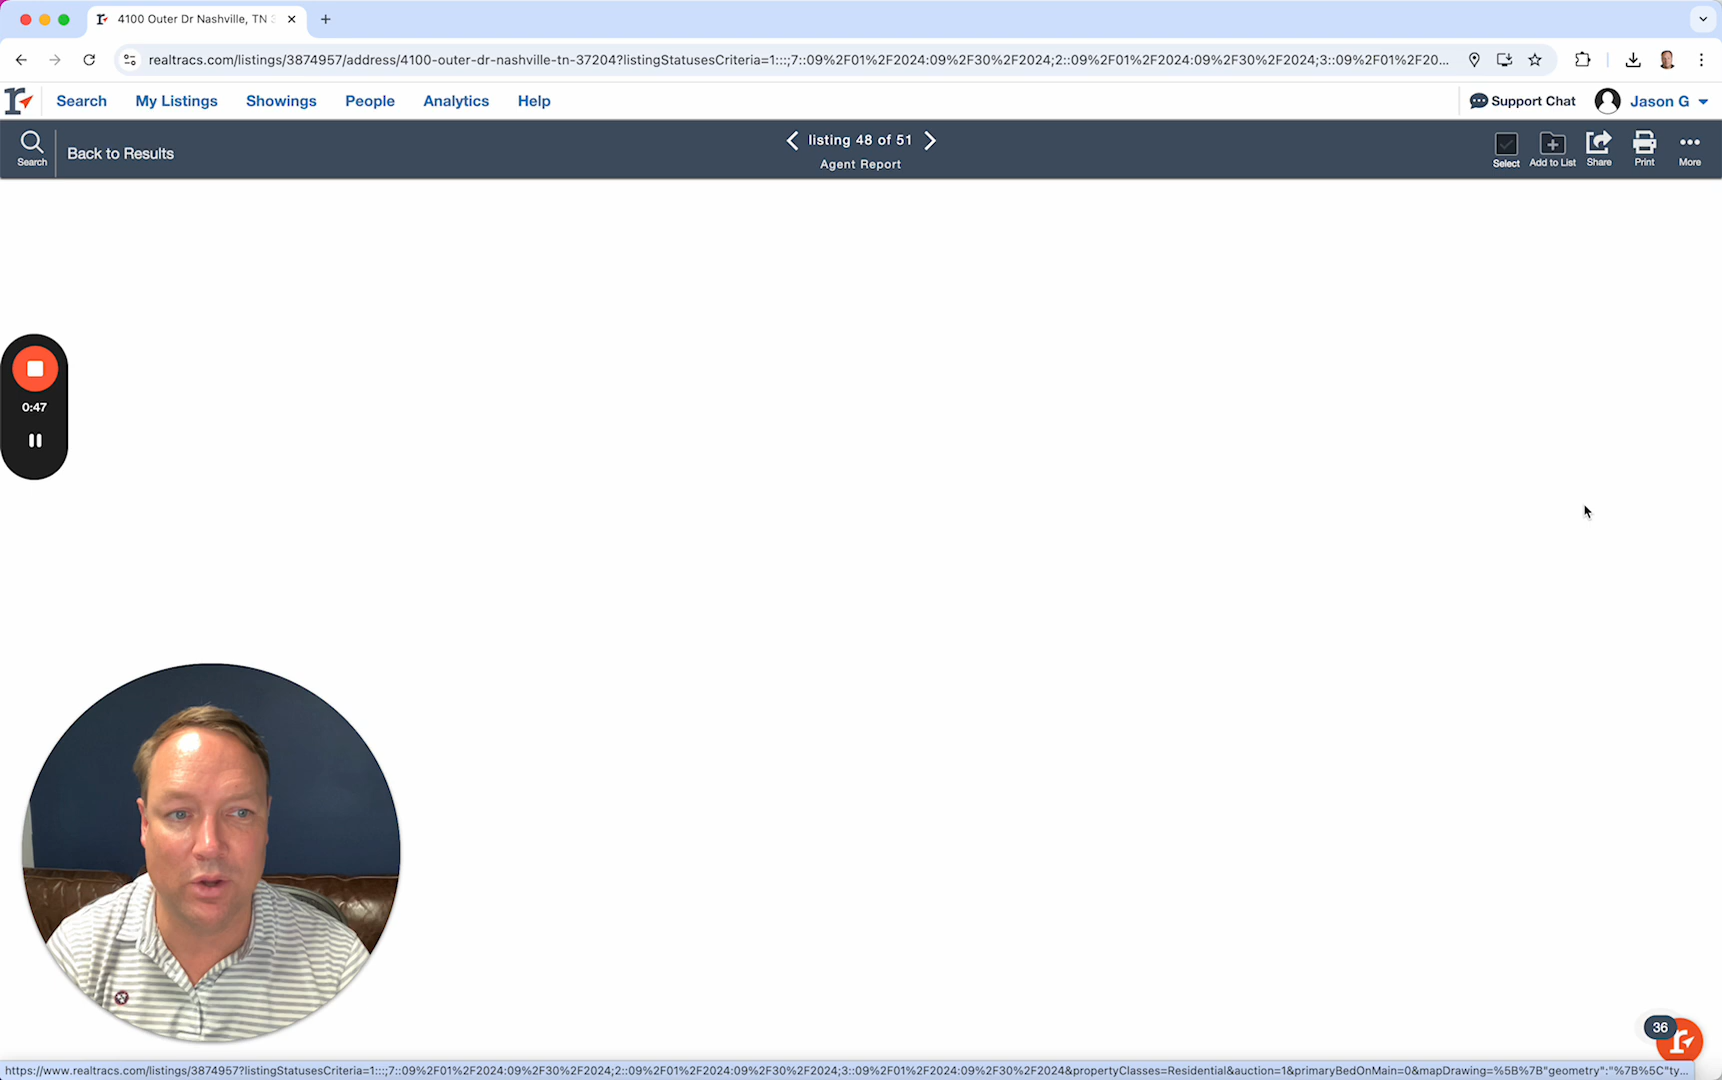 4100 Outer Dr Nashville, TN 3
realtracs.com/listings/3874957/address/4100-outer-dr-nashville-tn-37204?listingStatusesCriteria=1:::;7::09%2F01%2F2024:09%2F30%2F2024;2::09%2F01%2F2024:09%2F30%2F2024;3::09%2F01%2F20...
Search My Listings Showings People Analytics Help Support Chat Jason G
Search
Back to Results
listing 48 of 51
Agent Report
Select Add to List Share Print More
0:47
36
https://www.realtracs.com/listings/3874957?listingStatusesCriteria=1:::;7::09%2F01%2F2024:09%2F30%2F2024;2::09%2F01%2F2024:09%2F30%2F2024;3::09%2F01%2F2024:09%2F30%2F2024&propertyClasses=Residential&auction=1&primaryBedOnMain=0&mapDrawing=%5B%7B"geometry":"%7B%5C"ty...